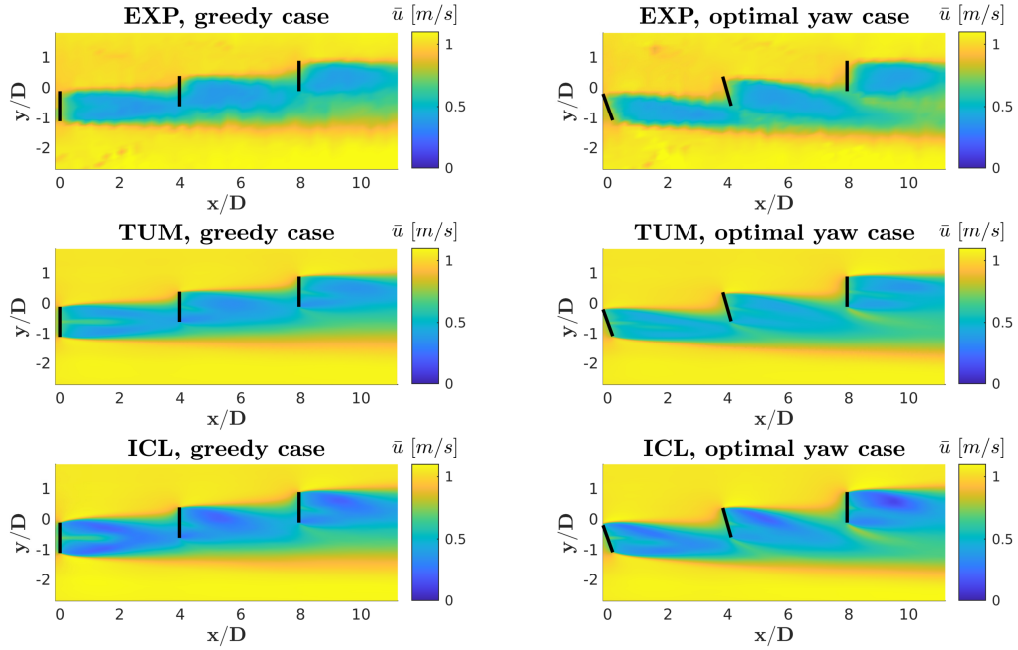 EXP, greedy case
ū [m/s]
1
0
-1
-2
y/D
0 2 4 6 8 10
x/D
1
0.5
0
EXP, optimal yaw case
ū [m/s]
1
0
-1
-2
y/D
0 2 4 6 8 10
x/D
1
0.5
0
TUM, greedy case
ū [m/s]
1
0
-1
-2
y/D
0 2 4 6 8 10
x/D
1
0.5
0
TUM, optimal yaw case
ū [m/s]
1
0
-1
-2
y/D
0 2 4 6 8 10
x/D
1
0.5
0
ICL, greedy case
ū [m/s]
1
0
-1
-2
y/D
0 2 4 6 8 10
x/D
1
0.5
0
ICL, optimal yaw case
ū [m/s]
1
0
-1
-2
y/D
0 2 4 6 8 10
x/D
1
0.5
0